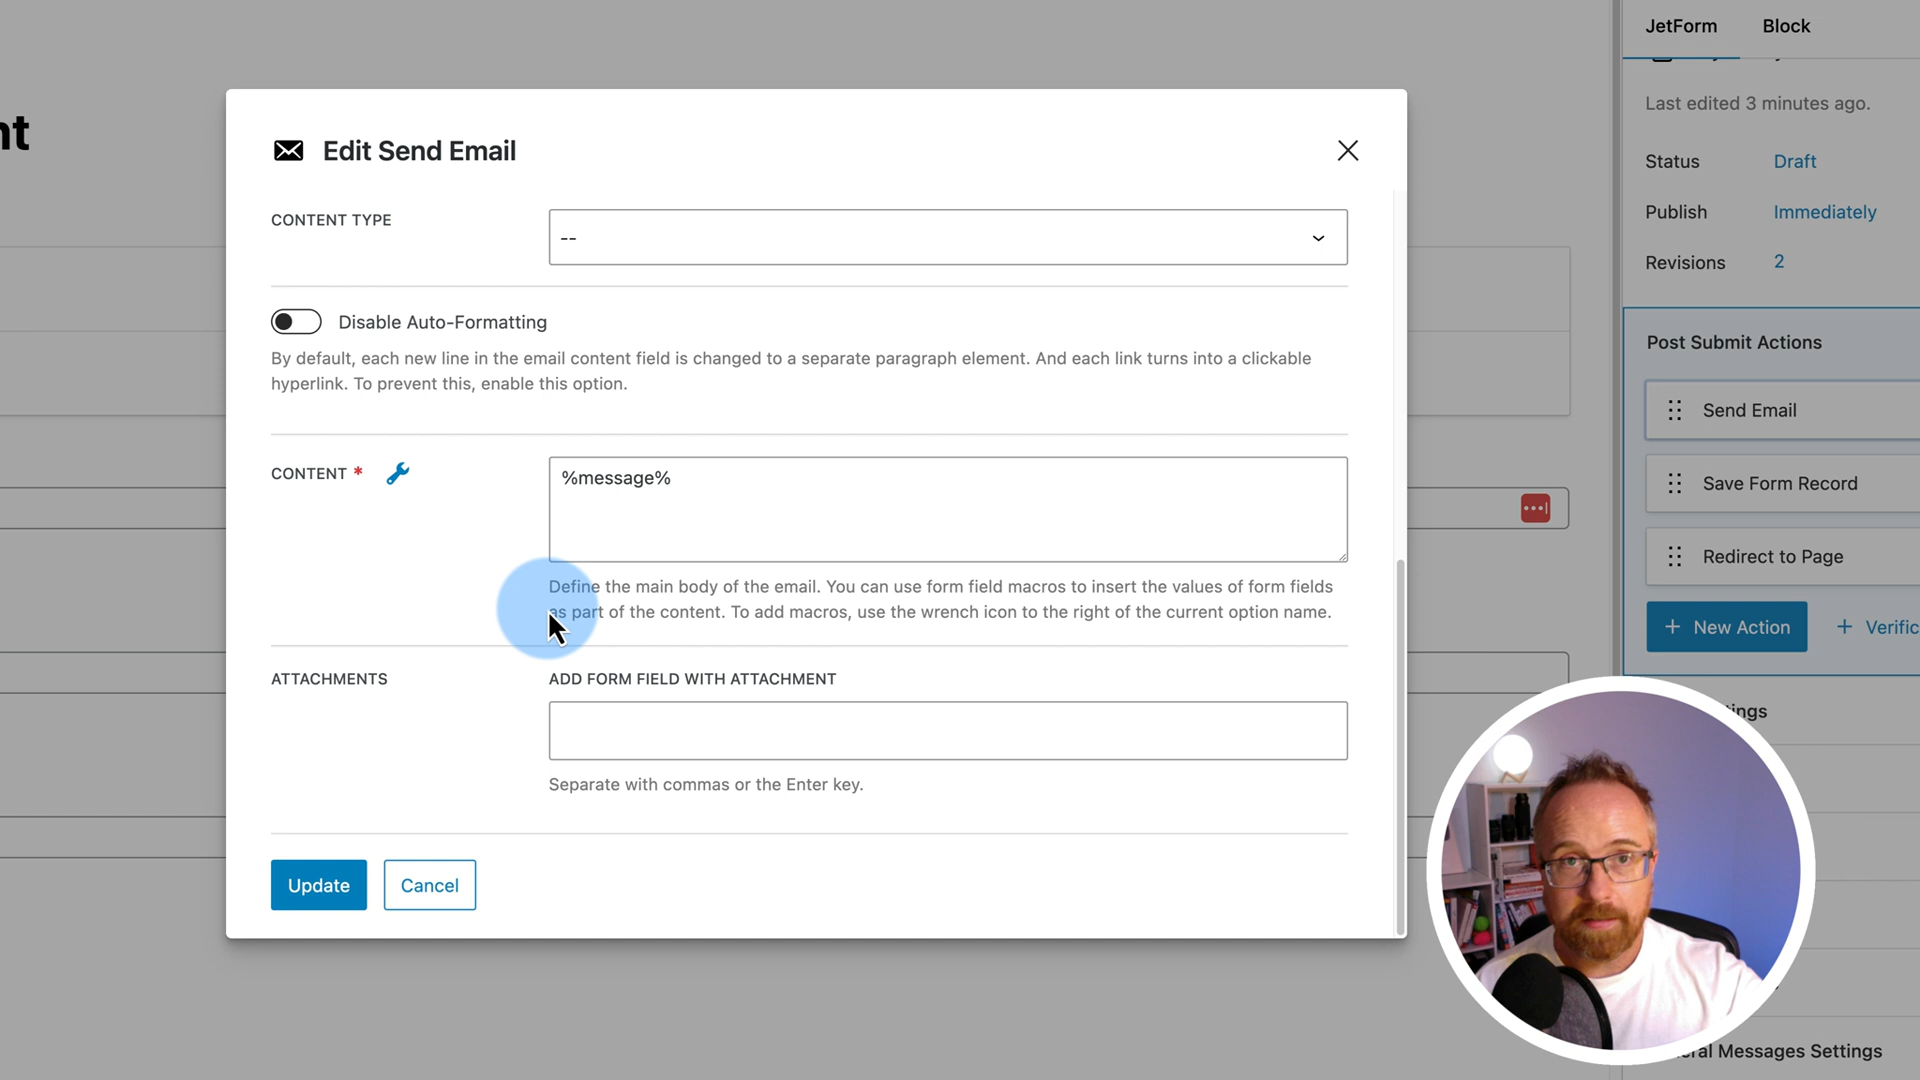 nt
Edit Send Email
CONTENT TYPE
--
Disable Auto-Formatting
By default, each new line in the email content field is changed to a separate paragraph element. And each link turns into a clickable
hyperlink. To prevent this, enable this option.
CONTENT *
%message%
Define the main body of the email. You can use form field macros to insert the values of form fields
as part of the content. To add macros, use the wrench icon to the right of the current option name.
ATTACHMENTS
ADD FORM FIELD WITH ATTACHMENT
Separate with commas or the Enter key.
Update
Cancel
JetForm
Block
Last edited 3 minutes ago.
Status
Draft
Publish
Immediately
Revisions
2
Post Submit Actions
Send Email
Save Form Record
Redirect to Page
+ New Action
+ Verific
ings
ral Messages Settings